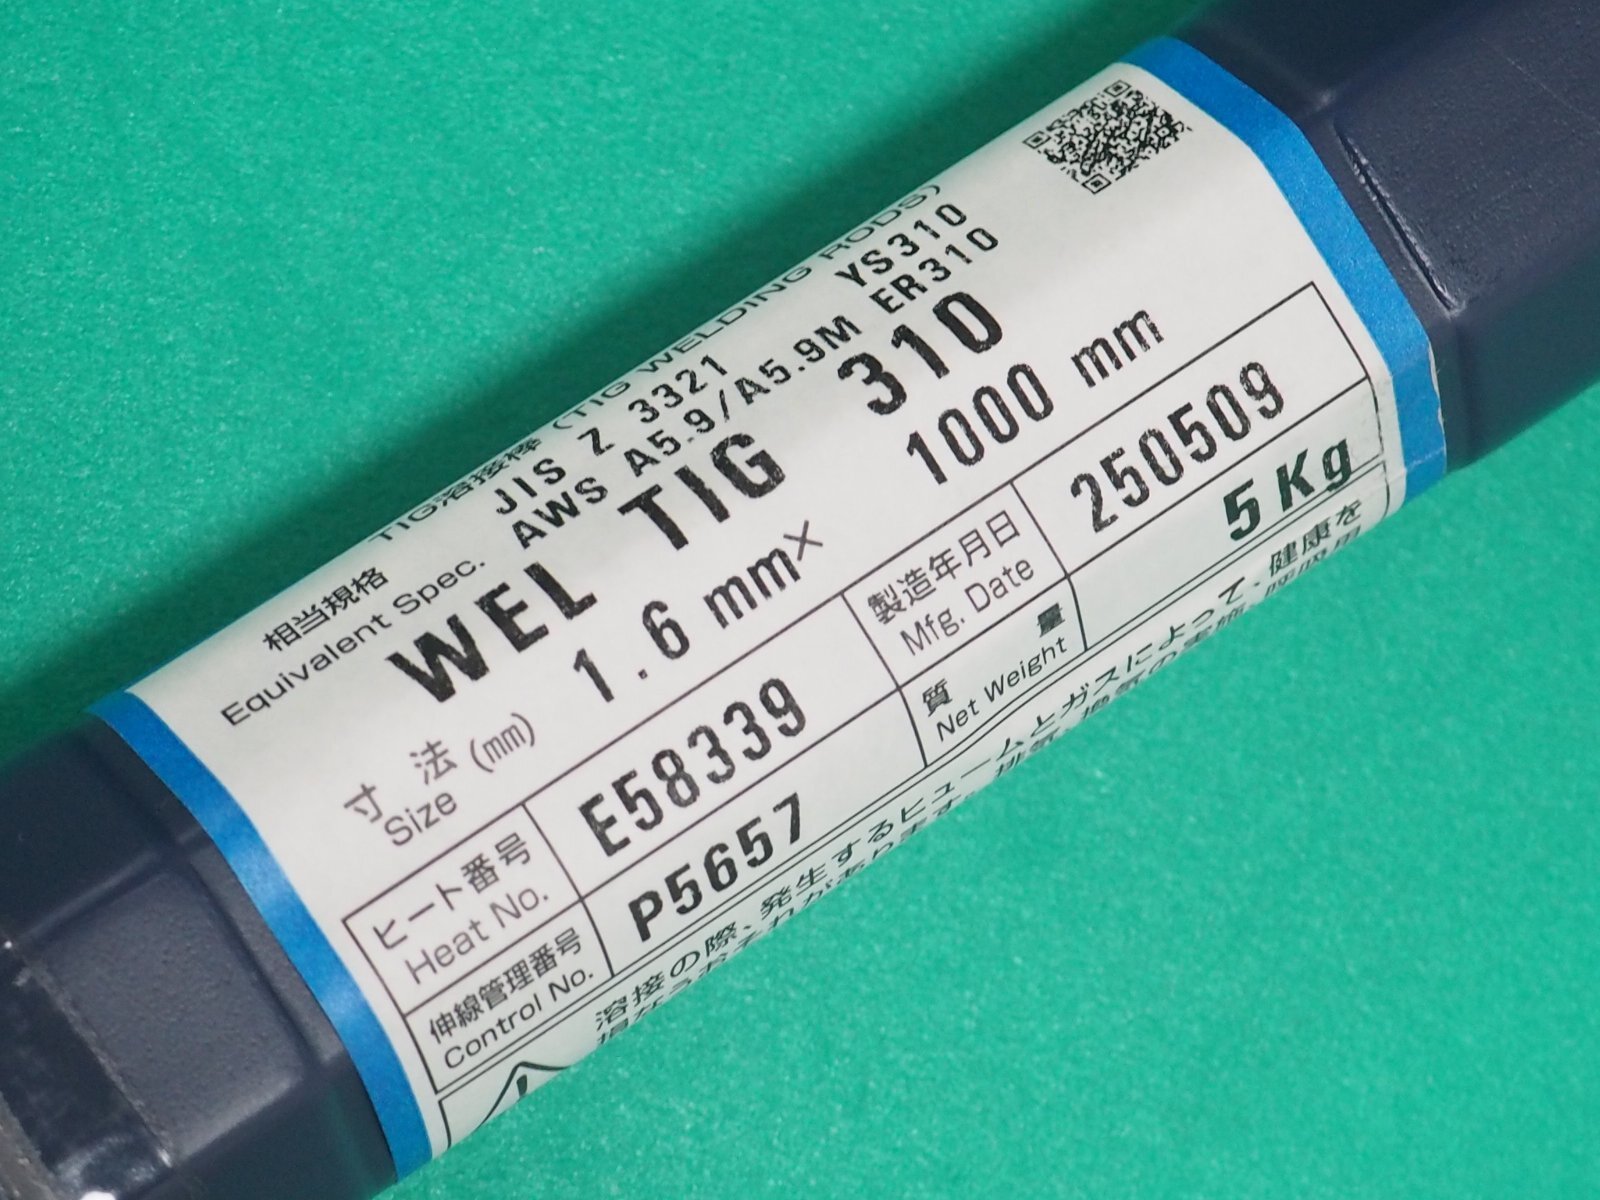 TIG溶接棒 (TIG WELDING RODS)
相当規格 JIS Z 3321 YS310
Equivalent Spec. AWS A5.9/A5.9M ER310
WEL TIG 310
寸 法 (mm) 1.6 mm× 1000 mm
Size
ヒート番号 E58339 製造年月日 250509
Heat No. Mfg. Date
伸線管理番号 P5657 質 量 5Kg
Control No. Net Weight
溶接の際、発生するヒュームとガスによって、健康を